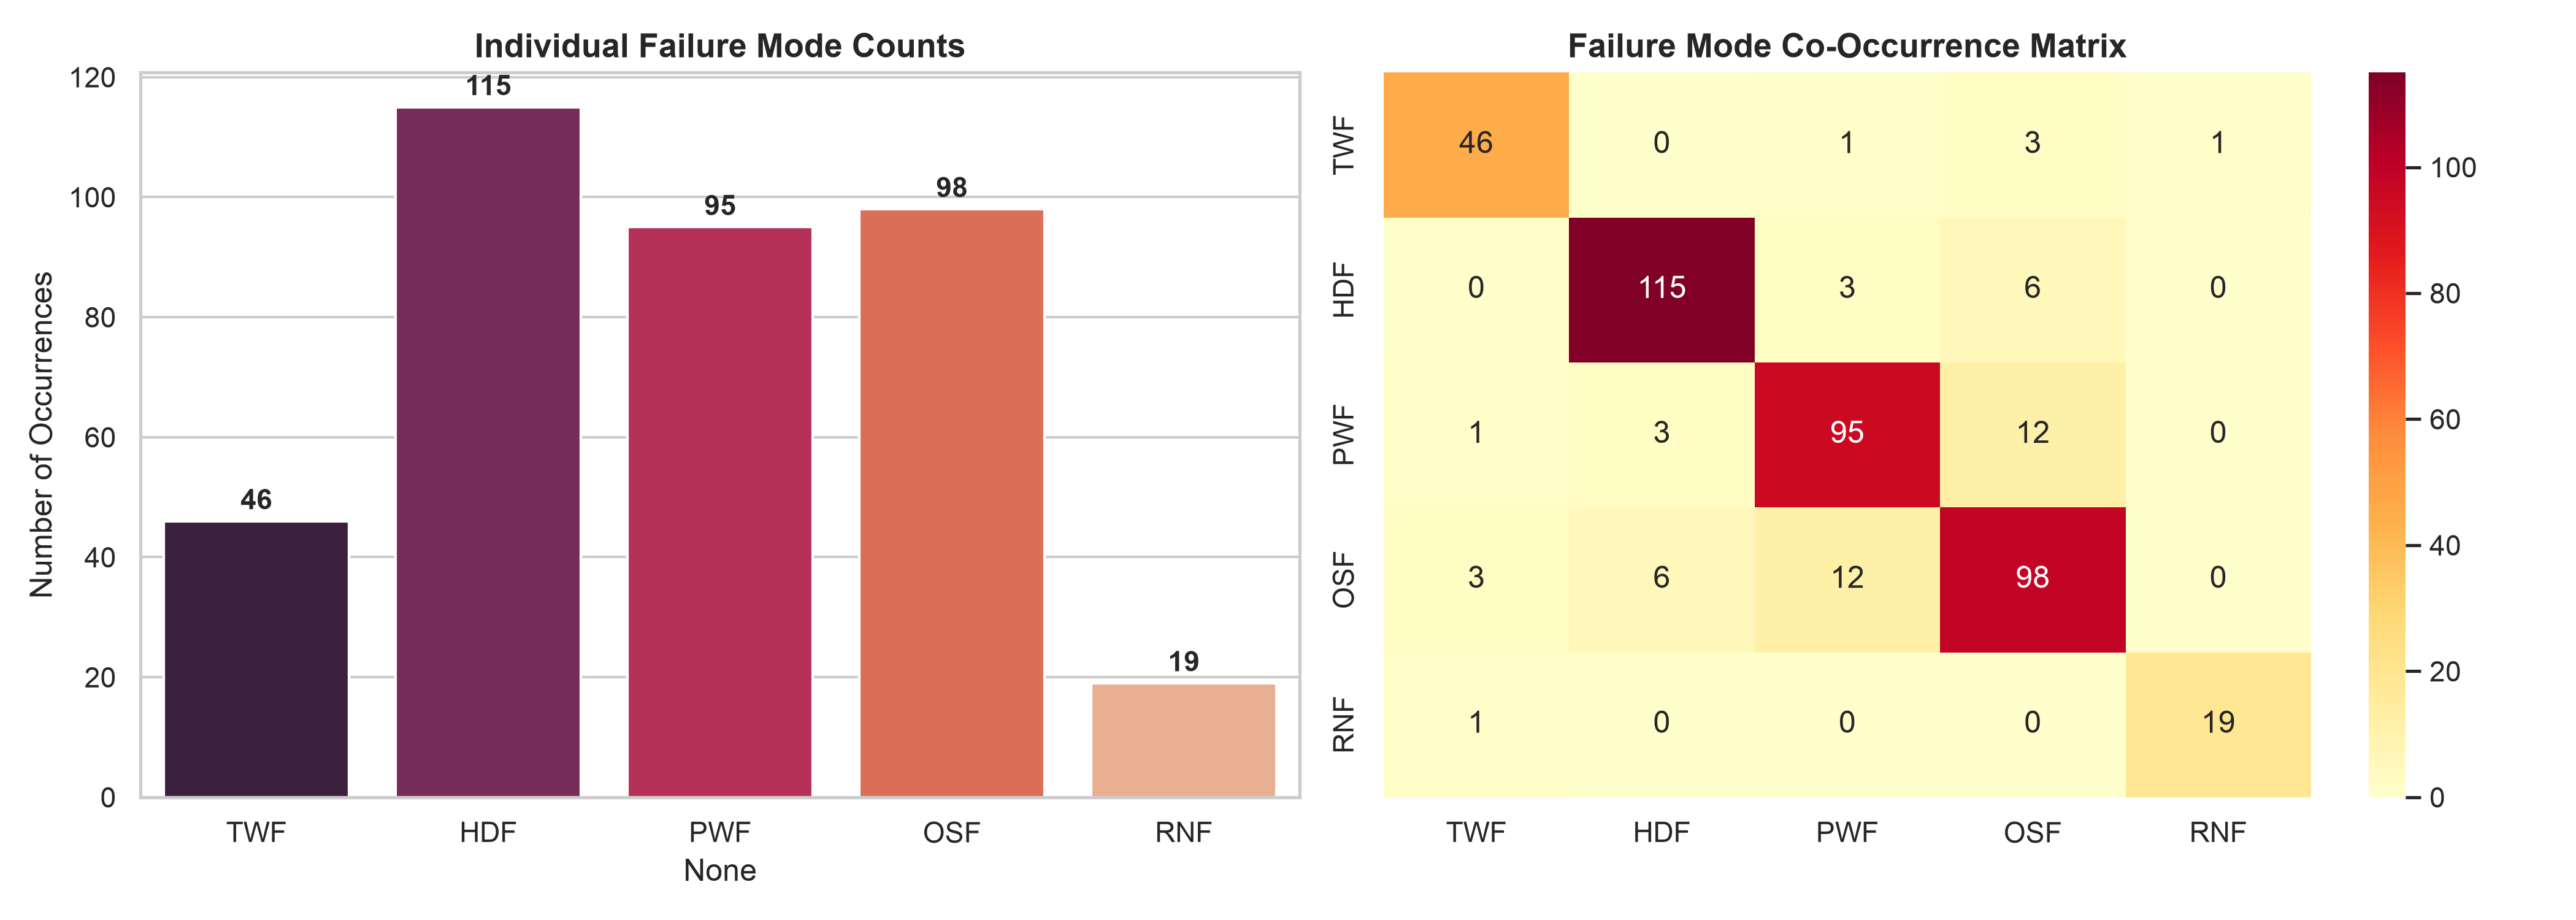 Individual Failure Mode Counts
Number of Occurrences
120
100
80
60
40
20
0
46
115
95
98
19
TWF HDF PWF OSF RNF
None
Failure Mode Co-Occurrence Matrix
TWF 46 0 1 3 1
HDF 0 115 3 6 0
PWF 1 3 95 12 0
OSF 3 6 12 98 0
RNF 1 0 0 0 19
TWF HDF PWF OSF RNF
100
80
60
40
20
0